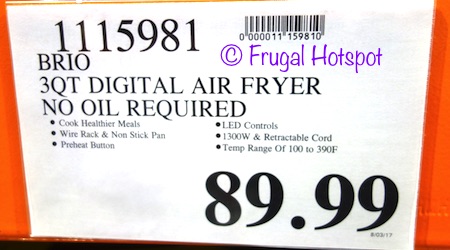 1115981
0 000011 159810
© Frugal Hotspot
BRIO
3QT DIGITAL AIR FRYER
NO OIL REQUIRED
• Cook Healthier Meals
• Wire Rack & Non Stick Pan
• Preheat Button
• LED Controls
• 1300W & Retractable Cord
• Temp Range Of 100 to 390F
89.99
8/03/17